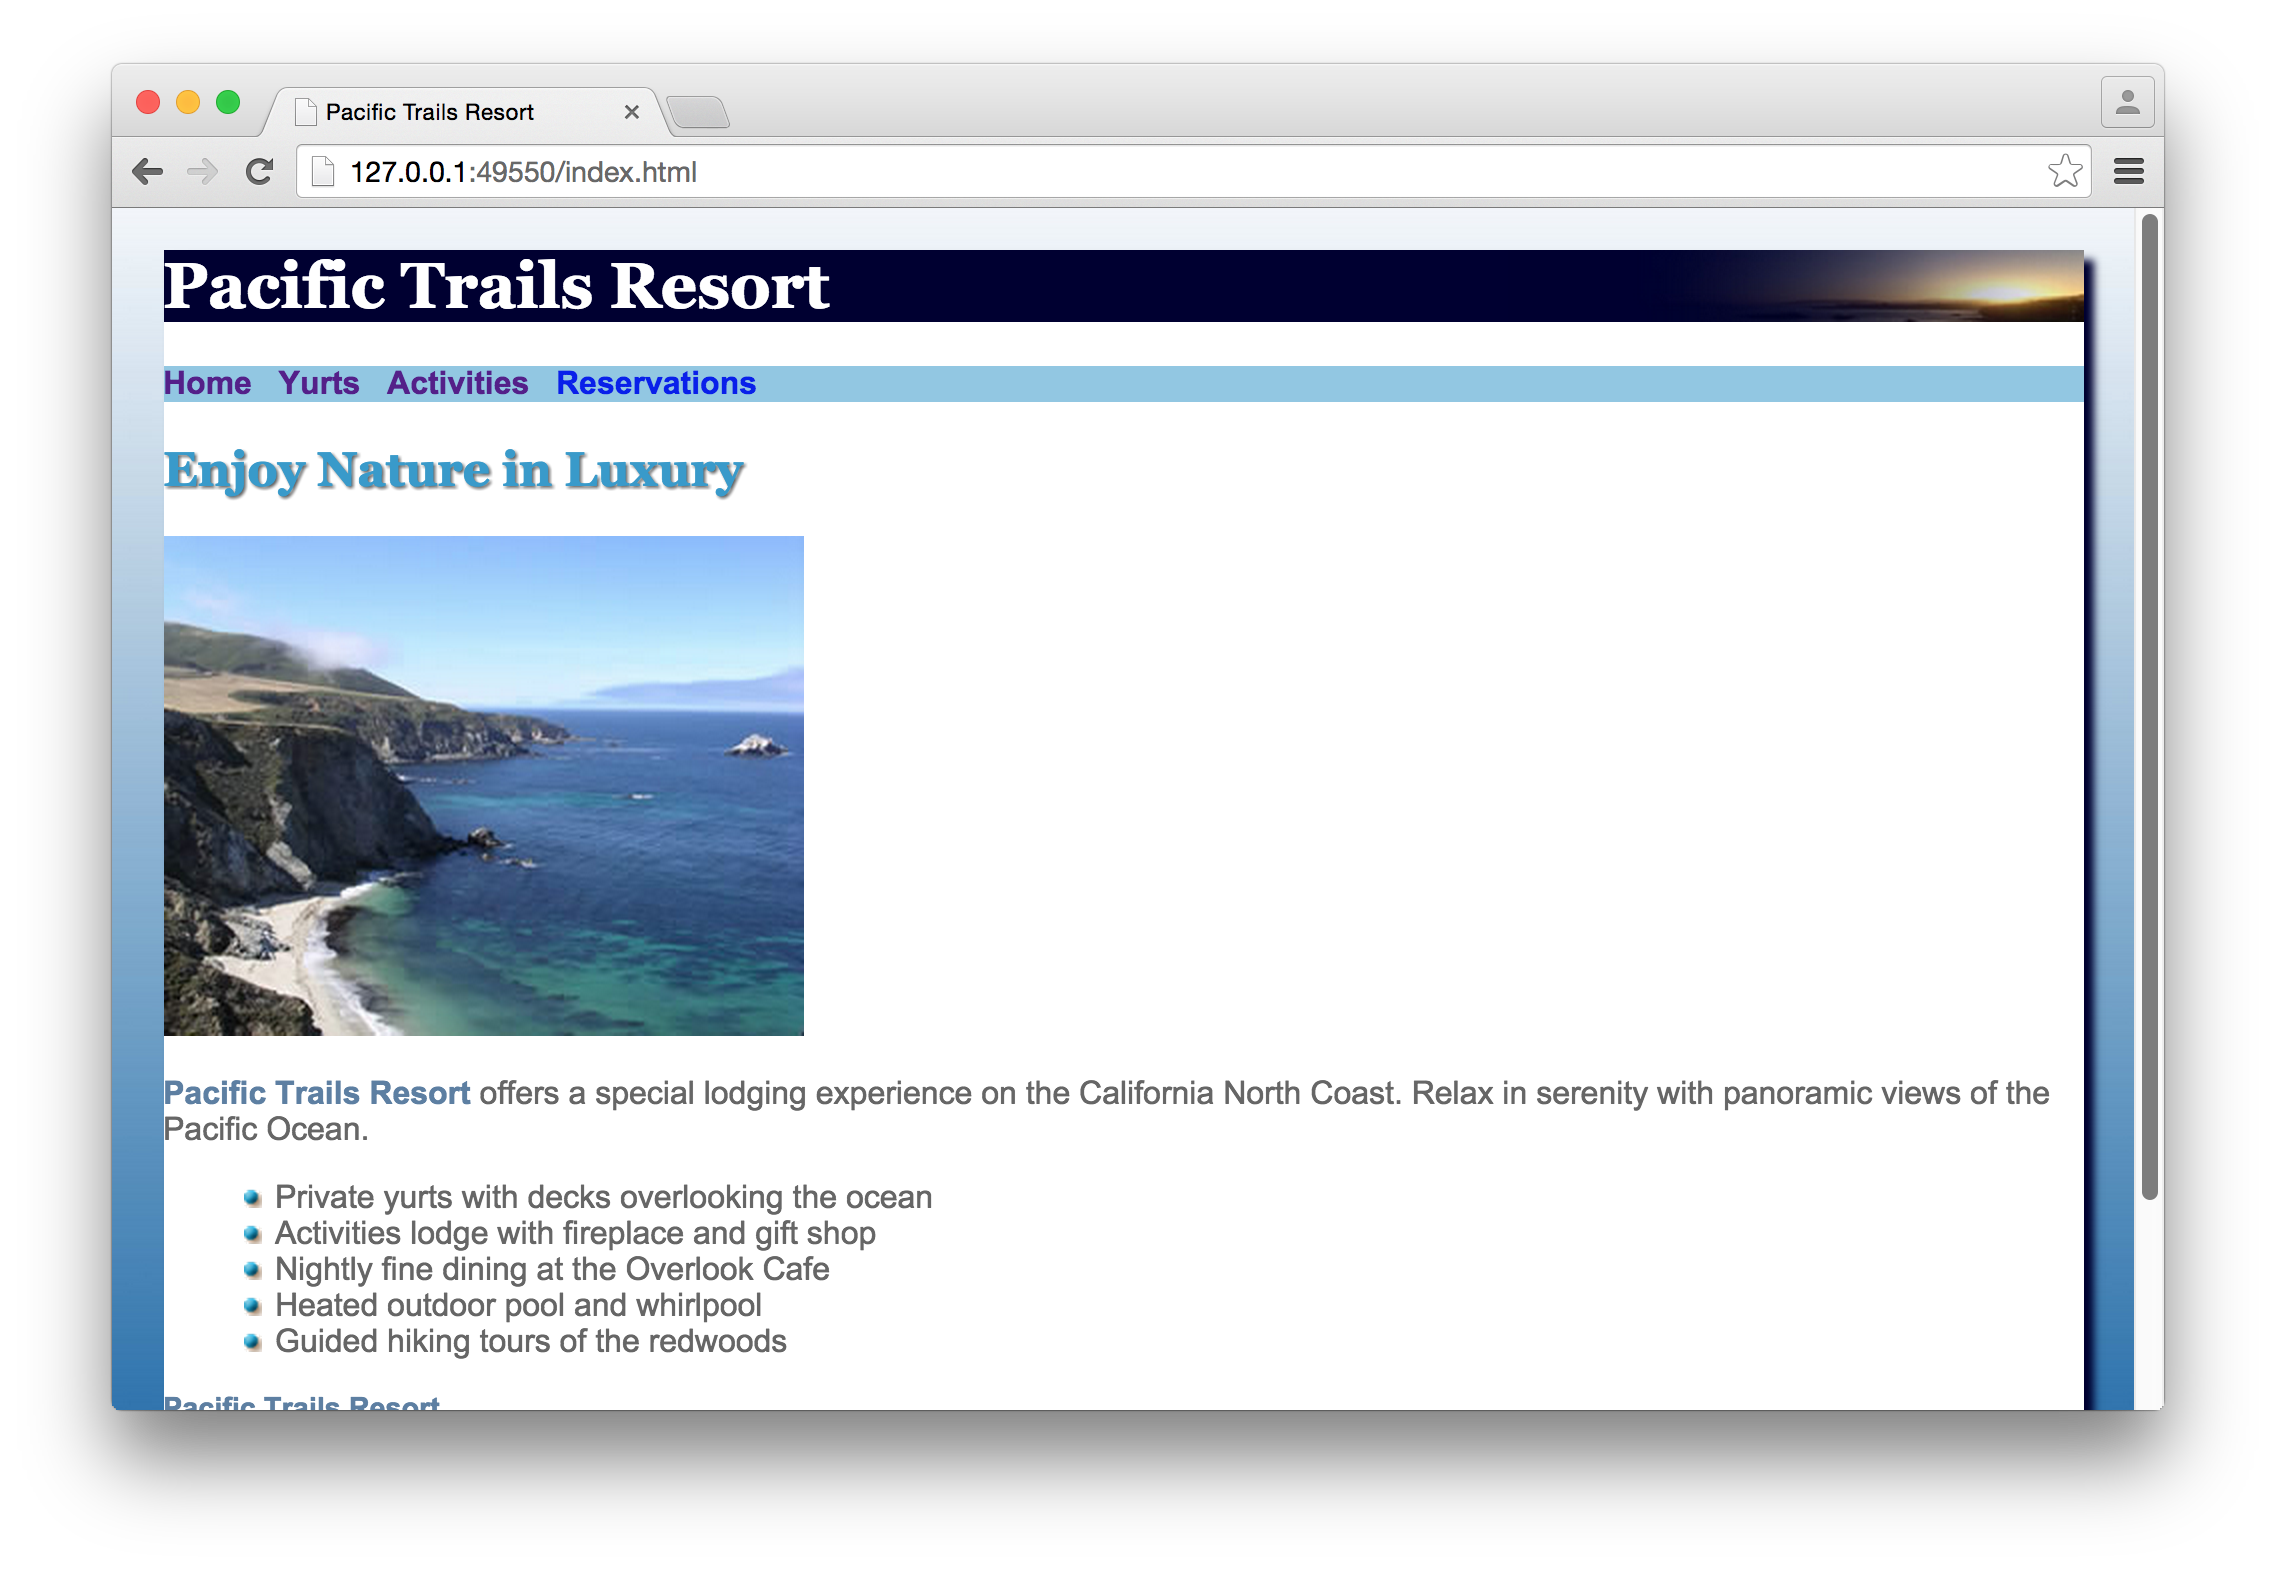 Pacific Trails Resort
127.0.0.1:49550/index.html
Pacific Trails Resort
Home Yurts Activities Reservations
Enjoy Nature in Luxury
Pacific Trails Resort offers a special lodging experience on the California North Coast. Relax in serenity with panoramic views of the
Pacific Ocean.
Private yurts with decks overlooking the ocean
Activities lodge with fireplace and gift shop
Nightly fine dining at the Overlook Cafe
Heated outdoor pool and whirlpool
Guided hiking tours of the redwoods
Pacific Trails Resort